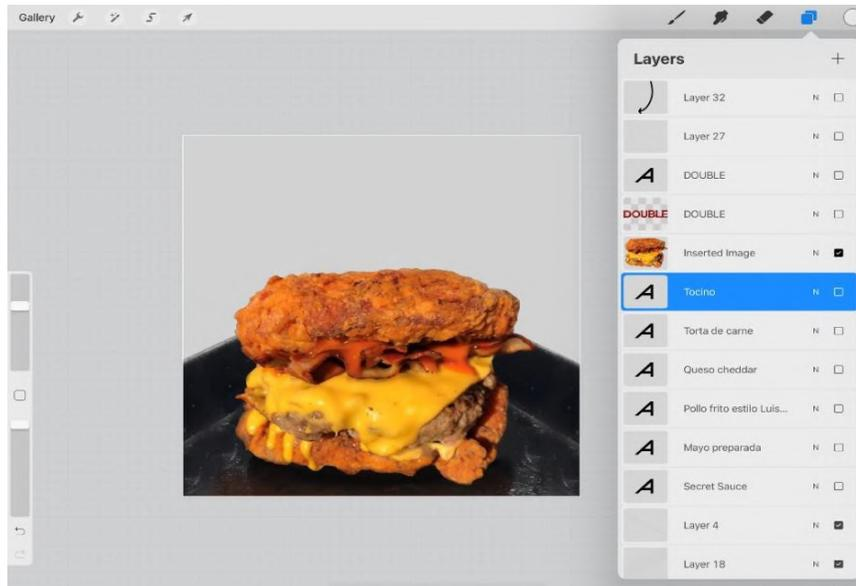 Gallery
Layers
Layer 32 N
Layer 27 N
A DOUBLE N
DOUBLE DOUBLE N
Inserted Image N
A Tocino N
A Torta de carne N
A Queso cheddar N
A Pollo frito estilo Luis... N
A Mayo preparada N
A Secret Sauce N
Layer 4 N
Layer 18 N